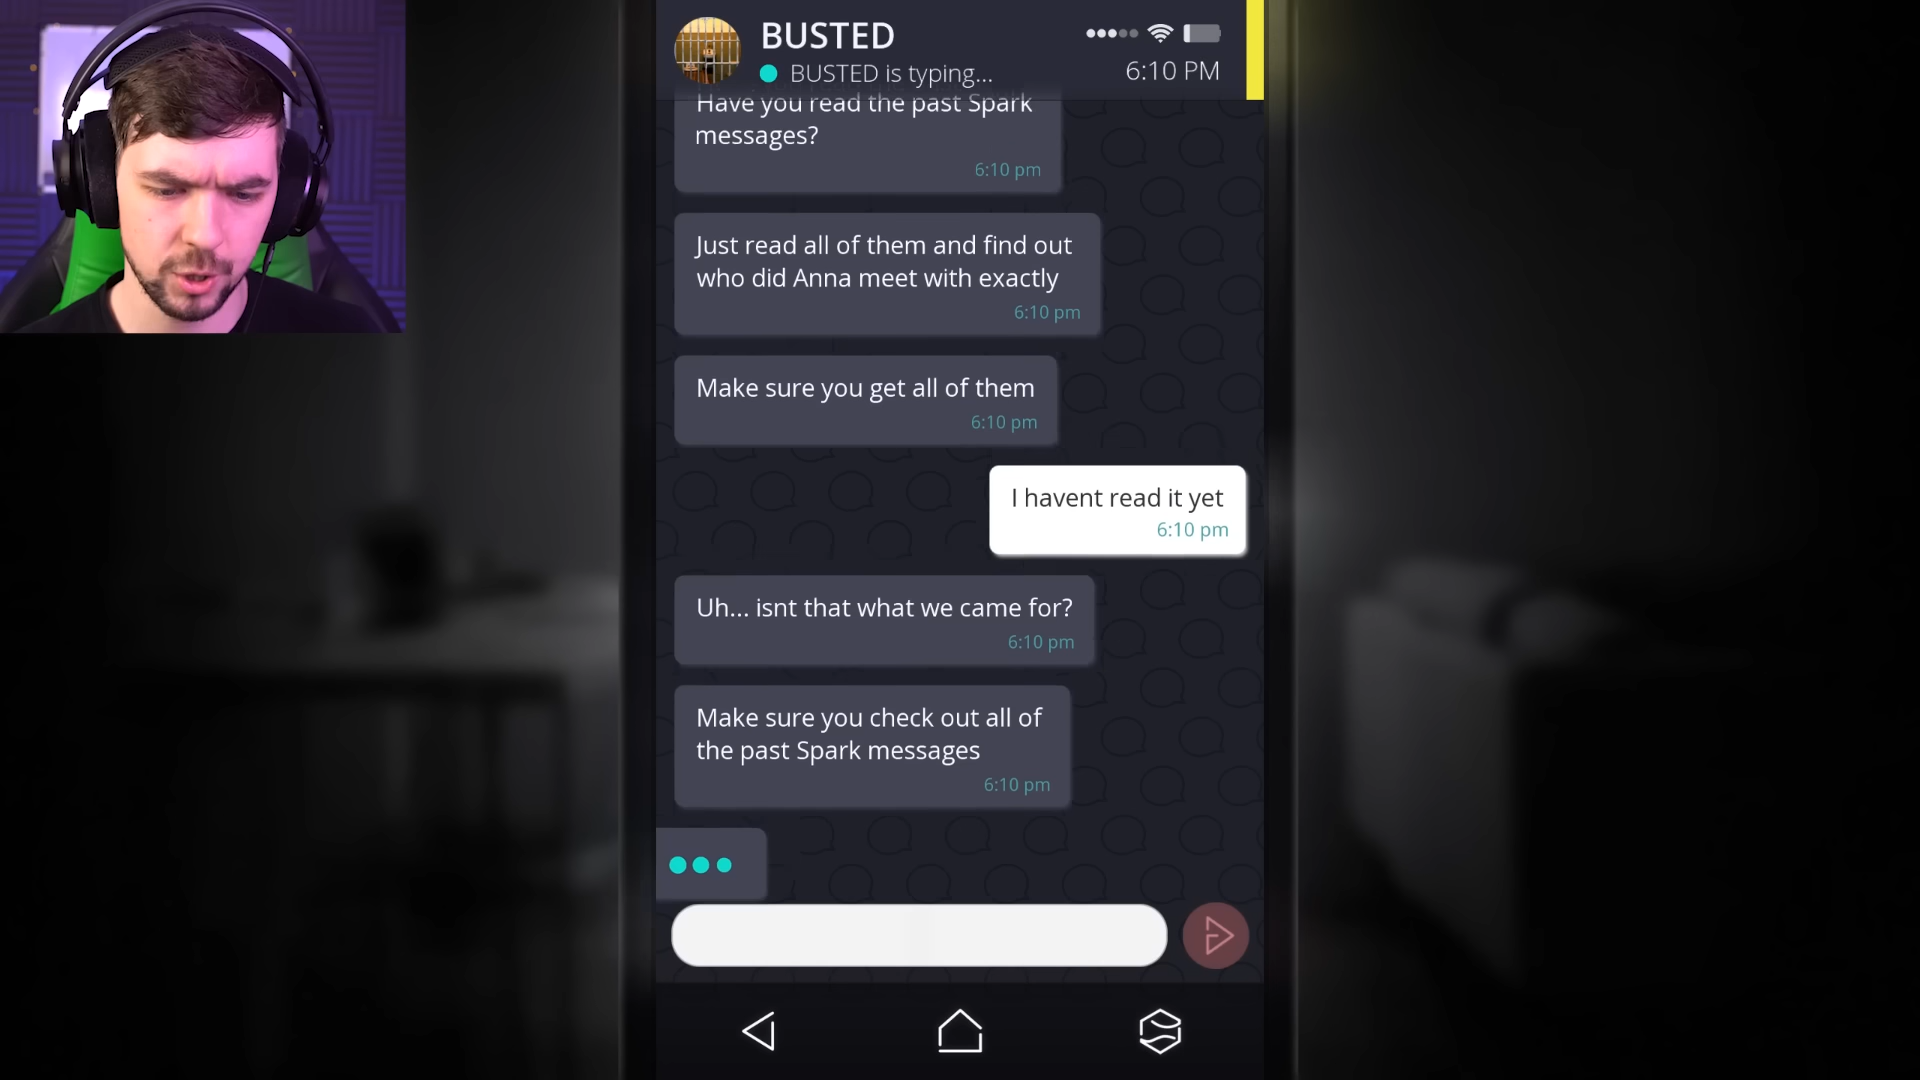 BUSTED
BUSTED is typing...
6:10 PM
Have you read the past Spark
messages?
6:10 pm
Just read all of them and find out
who did Anna meet with exactly
6:10 pm
Make sure you get all of them
6:10 pm
I havent read it yet
6:10 pm
Uh... isnt that what we came for?
6:10 pm
Make sure you check out all of
the past Spark messages
6:10 pm